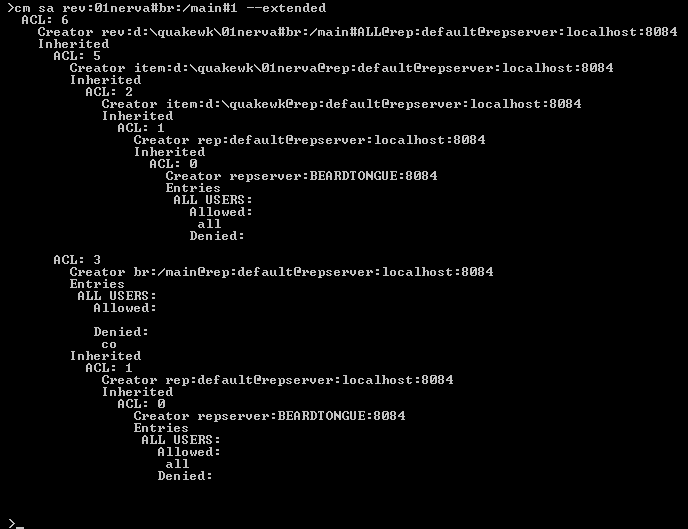 >cm sa rev:01nerva#br:/main#1 --extended
ACL: 6
Creator rev:d:\quakewk\01nerva#br:/main#ALL@rep:default@repserver:localhost:8084
Inherited
ACL: 5
Creator item:d:\quakewk\01nerva@rep:default@repserver:localhost:8084
Inherited
ACL: 2
Creator item:d:\quakewk@rep:default@repserver:localhost:8084
Inherited
ACL: 1
Creator rep:default@repserver:localhost:8084
Inherited
ACL: 0
Creator repserver:BEARDTONGUE:8084
Entries
ALL USERS:
Allowed:
all
Denied:
ACL: 3
Creator br:/main@rep:default@repserver:localhost:8084
Entries
ALL USERS:
Allowed:
Denied:
co
Inherited
ACL: 1
Creator rep:default@repserver:localhost:8084
Inherited
ACL: 0
Creator repserver:BEARDTONGUE:8084
Entries
ALL USERS:
Allowed:
all
Denied:
>_